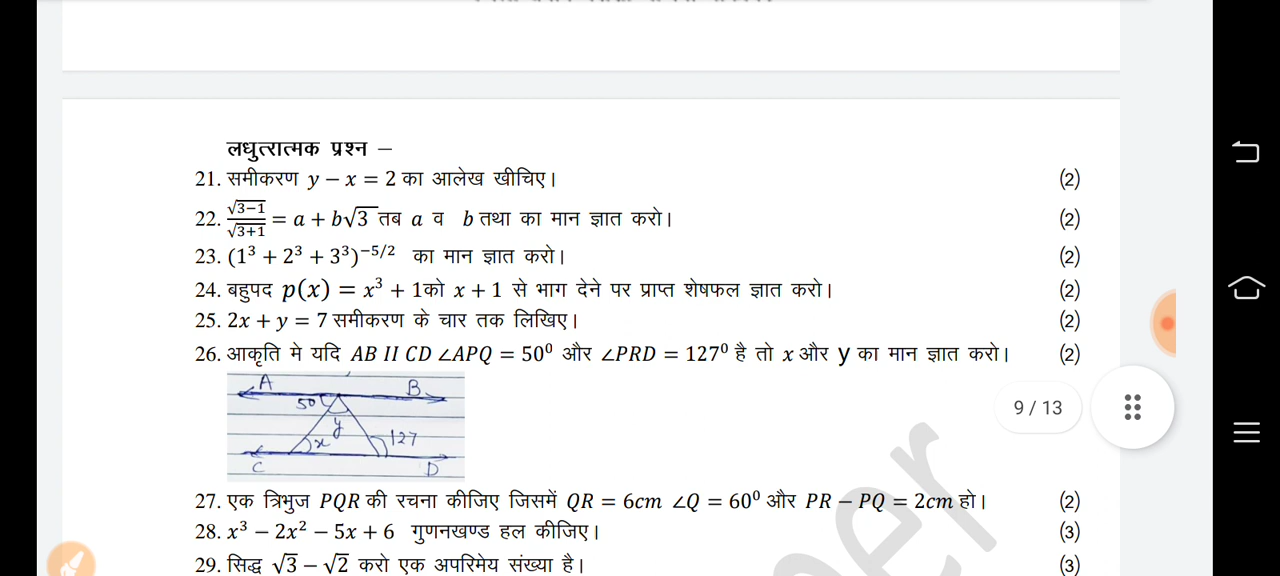 लधुत्तरात्मक प्रश्न –
21. समीकरण y − x = 2 का आलेख खीचिए। (2)
22. √3−1/√3+1 = a + b√3 तब a व b तथा का मान ज्ञात करो। (2)
23. (1³ + 2³ + 3³)^−5/2 का मान ज्ञात करो। (2)
24. बहुपद p(x) = x³ + 1को x + 1 से भाग देने पर प्राप्त शेषफल ज्ञात करो। (2)
25. 2x + y = 7 समीकरण के चार तक लिखिए। (2)
26. आकृति मे यदि AB II CD ∠APQ = 50⁰ और ∠PRD = 127⁰ है तो x और y का मान ज्ञात करो। (2)
A B
50
y
x 127
C D
9 / 13
27. एक त्रिभुज PQR की रचना कीजिए जिसमें QR = 6cm ∠Q = 60⁰ और PR − PQ = 2cm हो। (2)
28. x³ − 2x² − 5x + 6 गुणनखण्ड हल कीजिए। (3)
29. सिद्ध √3 − √2 करो एक अपरिमेय संख्या है। (3)
per